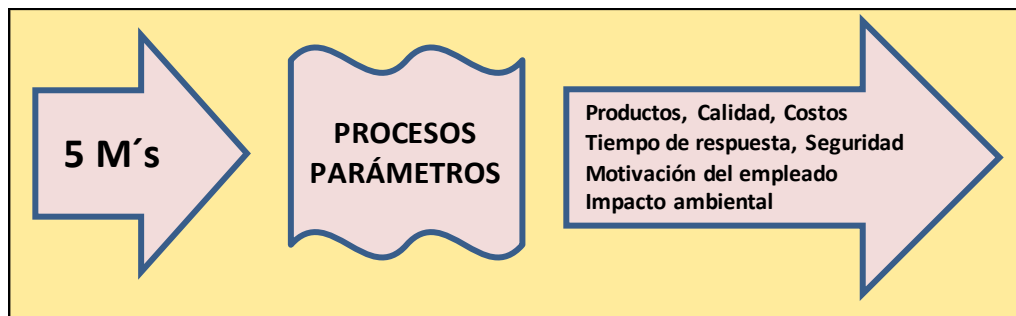 5 M´s
PROCESOS
PARÁMETROS
Productos, Calidad, Costos
Tiempo de respuesta, Seguridad
Motivación del empleado
Impacto ambiental